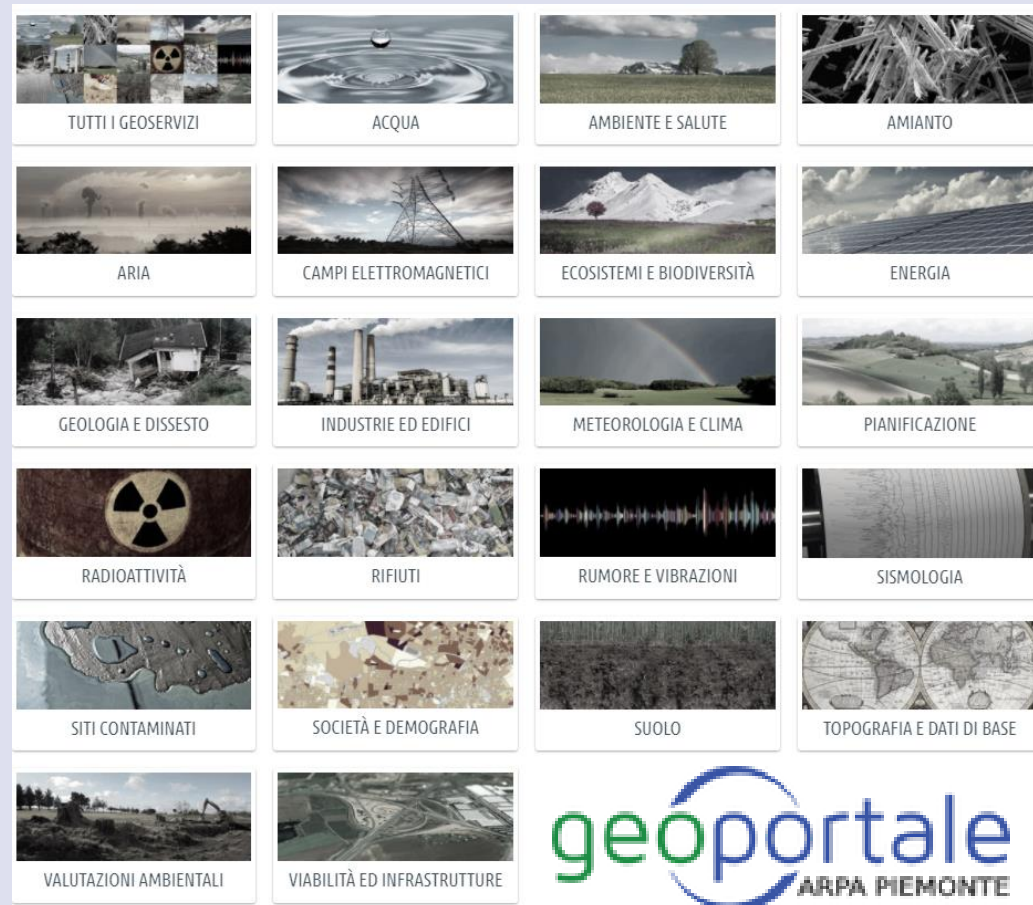 TUTTI I GEOSERVIZI
ACQUA
AMBIENTE E SALUTE
AMIANTO
ARIA
CAMPI ELETTROMAGNETICI
ECOSISTEMI E BIODIVERSITÀ
ENERGIA
GEOLOGIA E DISSESTO
INDUSTRIE ED EDIFICI
METEOROLOGIA E CLIMA
PIANIFICAZIONE
RADIOATTIVITÀ
RIFIUTI
RUMORE E VIBRAZIONI
SISMOLOGIA
SITI CONTAMINATI
SOCIETÀ E DEMOGRAFIA
SUOLO
TOPOGRAFIA E DATI DI BASE
VALUTAZIONI AMBIENTALI
VIABILITÀ ED INFRASTRUTTURE
geoportale
ARPA PIEMONTE